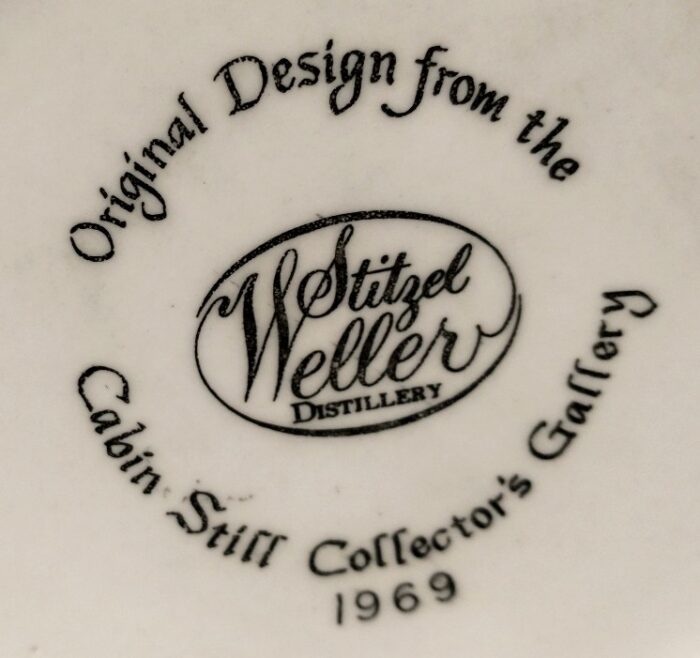 Original Design from the
Stitzel
Weller
DISTILLERY
Cabin Still Collector's Gallery
1969